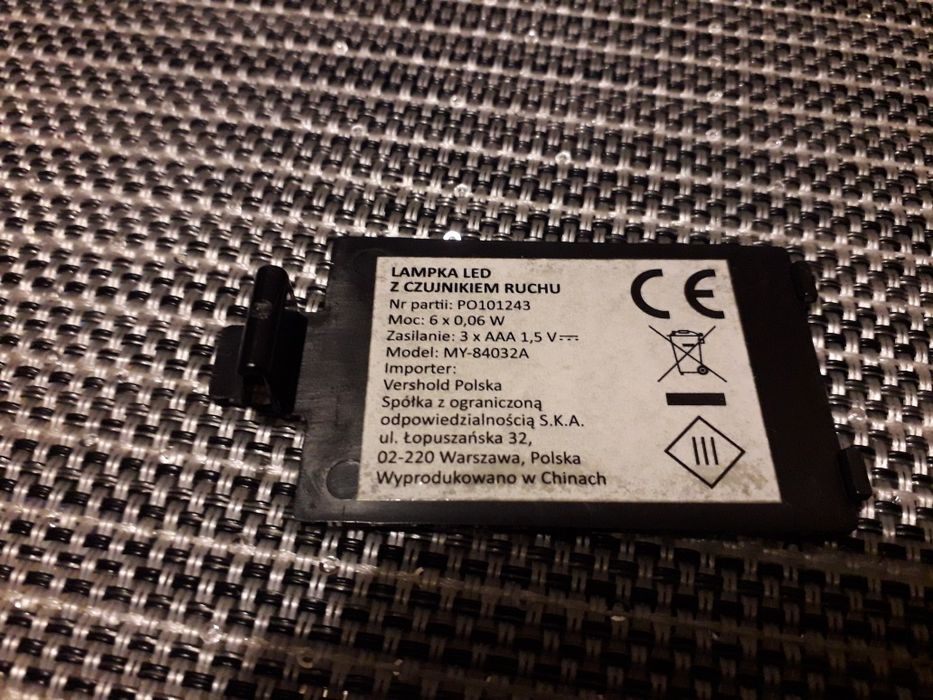 LAMPKA LED
Z CZUJNIKIEM RUCHU
Nr partii: PO101243
Moc: 6 x 0,06 W
Zasilanie: 3 x AAA 1,5 V⎓
Model: MY-84032A
Importer:
Vershold Polska
Spółka z ograniczoną
odpowiedzialnością S.K.A.
ul. Łopuszańska 32,
02-220 Warszawa, Polska
Wyprodukowano w Chinach
CE
III